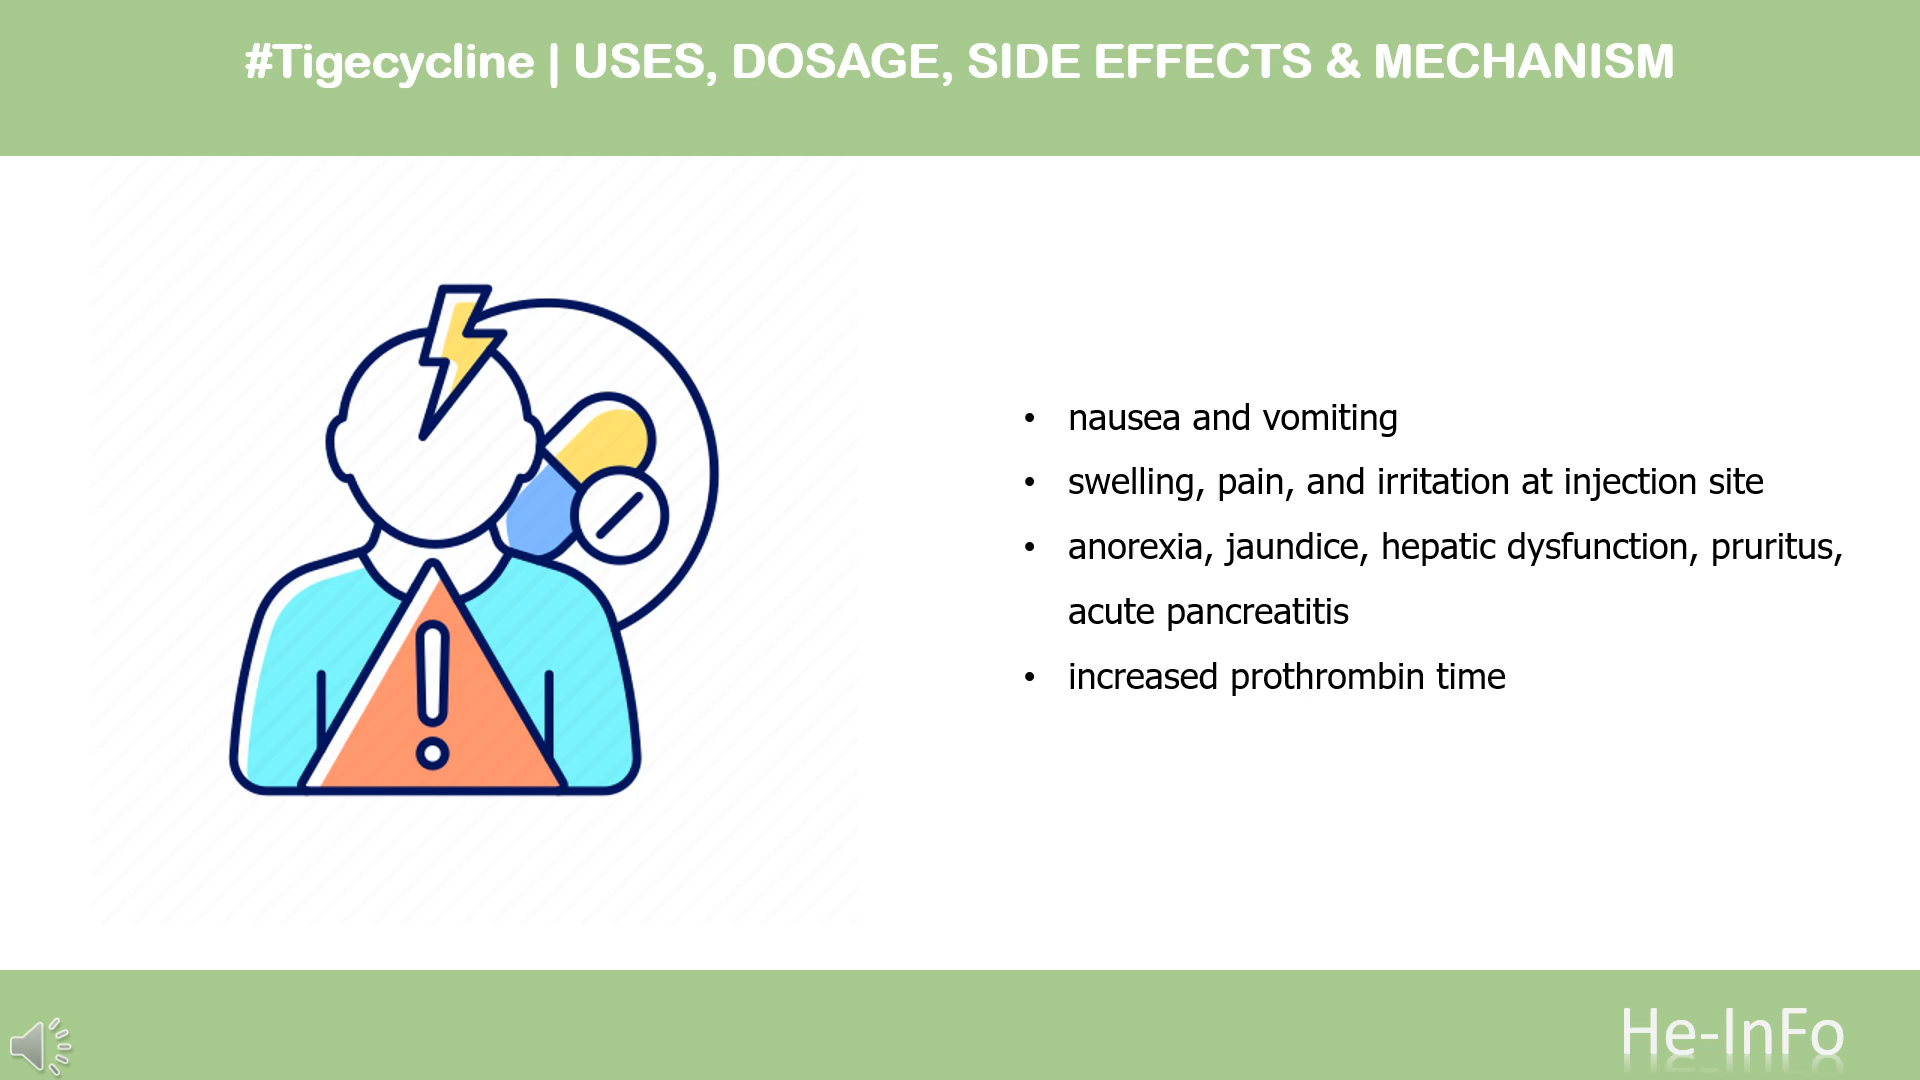 #Tigecycline | USES, DOSAGE, SIDE EFFECTS & MECHANISM
• nausea and vomiting
• swelling, pain, and irritation at injection site
• anorexia, jaundice, hepatic dysfunction, pruritus,
acute pancreatitis
• increased prothrombin time
He-InFo